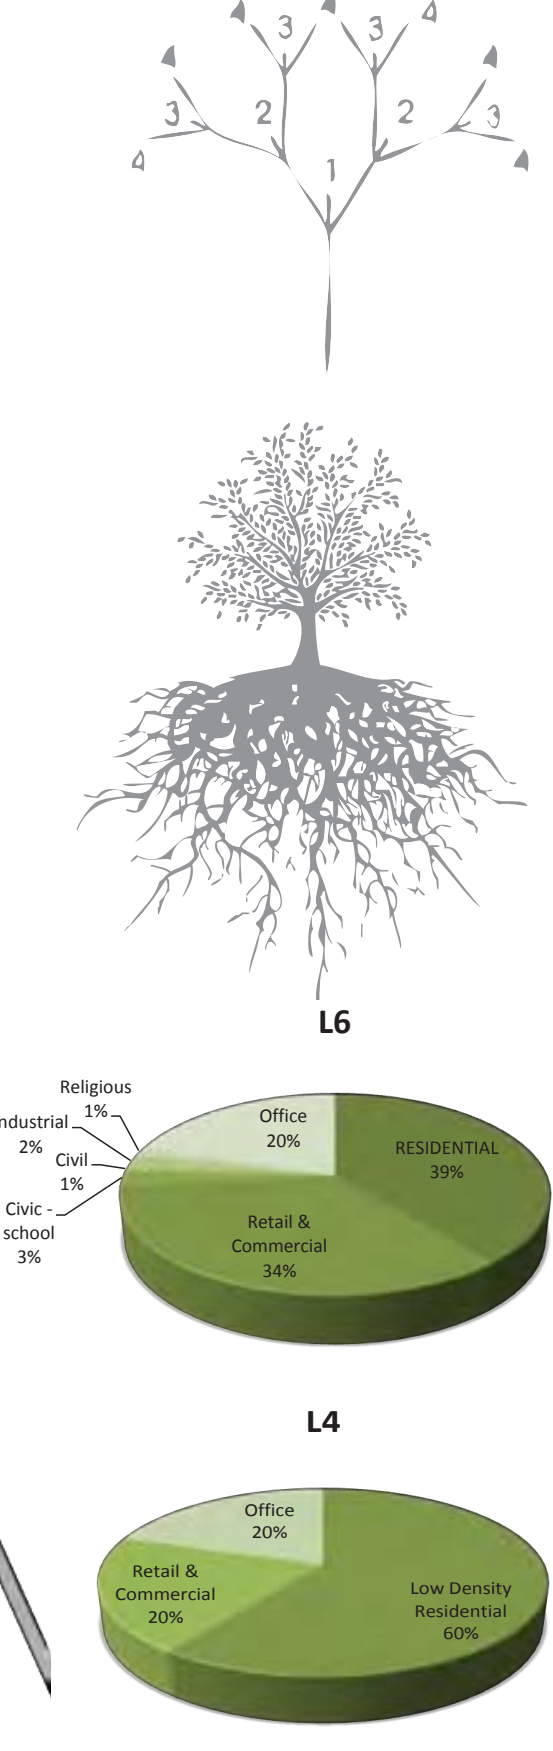 3
3
4
3
2
2
3
4
1
L6
Religious
1%
ndustrial
2%
Civil
1%
Civic -
school
3%
Office
20%
RESIDENTIAL
39%
Retail &
Commercial
34%
L4
Office
20%
Retail &
Commercial
20%
Low Density
Residential
60%